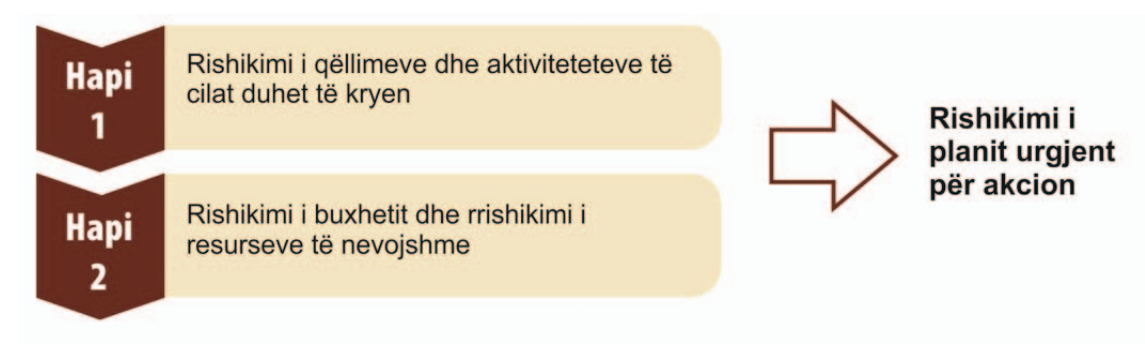 Hapi
1
Rishikimi i qëllimeve dhe aktiviteteteve të
cilat duhet të kryen
Hapi
2
Rishikimi i buxhetit dhe rrishikimi i
resurseve të nevojshme
Rishikimi i
planit urgjent
për akcion